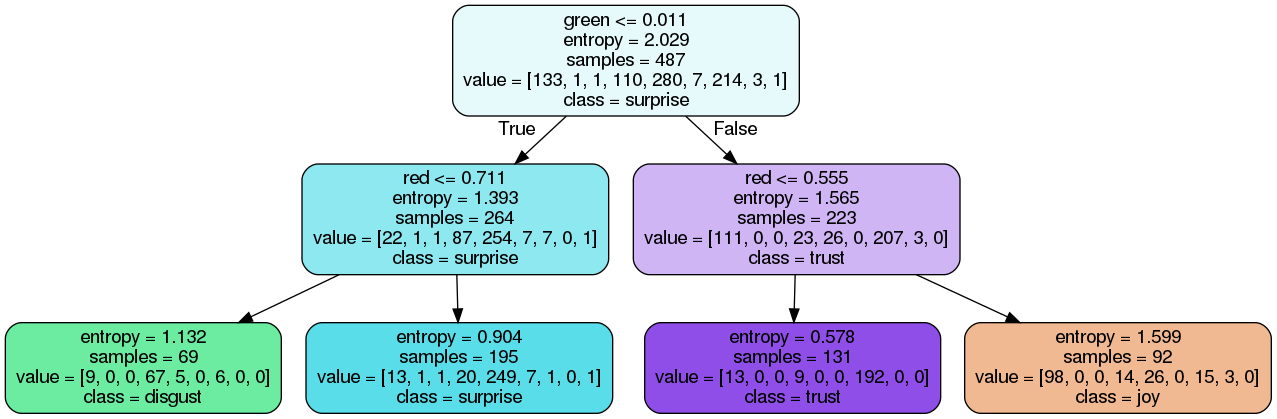 green <= 0.011
entropy = 2.029
samples = 487
value = [133, 1, 1, 110, 280, 7, 214, 3, 1]
class = surprise
True
False
red <= 0.711
entropy = 1.393
samples = 264
value = [22, 1, 1, 87, 254, 7, 7, 0, 1]
class = surprise
red <= 0.555
entropy = 1.565
samples = 223
value = [111, 0, 0, 23, 26, 0, 207, 3, 0]
class = trust
entropy = 1.132
samples = 69
value = [9, 0, 0, 67, 5, 0, 6, 0, 0]
class = disgust
entropy = 0.904
samples = 195
value = [13, 1, 1, 20, 249, 7, 1, 0, 1]
class = surprise
entropy = 0.578
samples = 131
value = [13, 0, 0, 9, 0, 0, 192, 0, 0]
class = trust
entropy = 1.599
samples = 92
value = [98, 0, 0, 14, 26, 0, 15, 3, 0]
class = joy